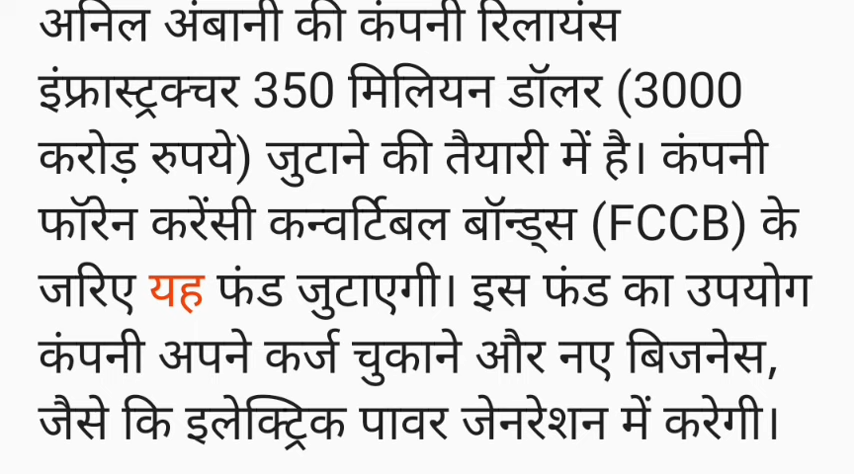 अनिल अंबानी की कंपनी रिलायंस
इंफ्रास्ट्रक्चर 350 मिलियन डॉलर (3000
करोड़ रुपये) जुटाने की तैयारी में है। कंपनी
फॉरेन करेंसी कन्वर्टिबल बॉन्ड्स (FCCB) के
जरिए यह फंड जुटाएगी। इस फंड का उपयोग
कंपनी अपने कर्ज चुकाने और नए बिजनेस,
जैसे कि इलेक्ट्रिक पावर जेनरेशन में करेगी।